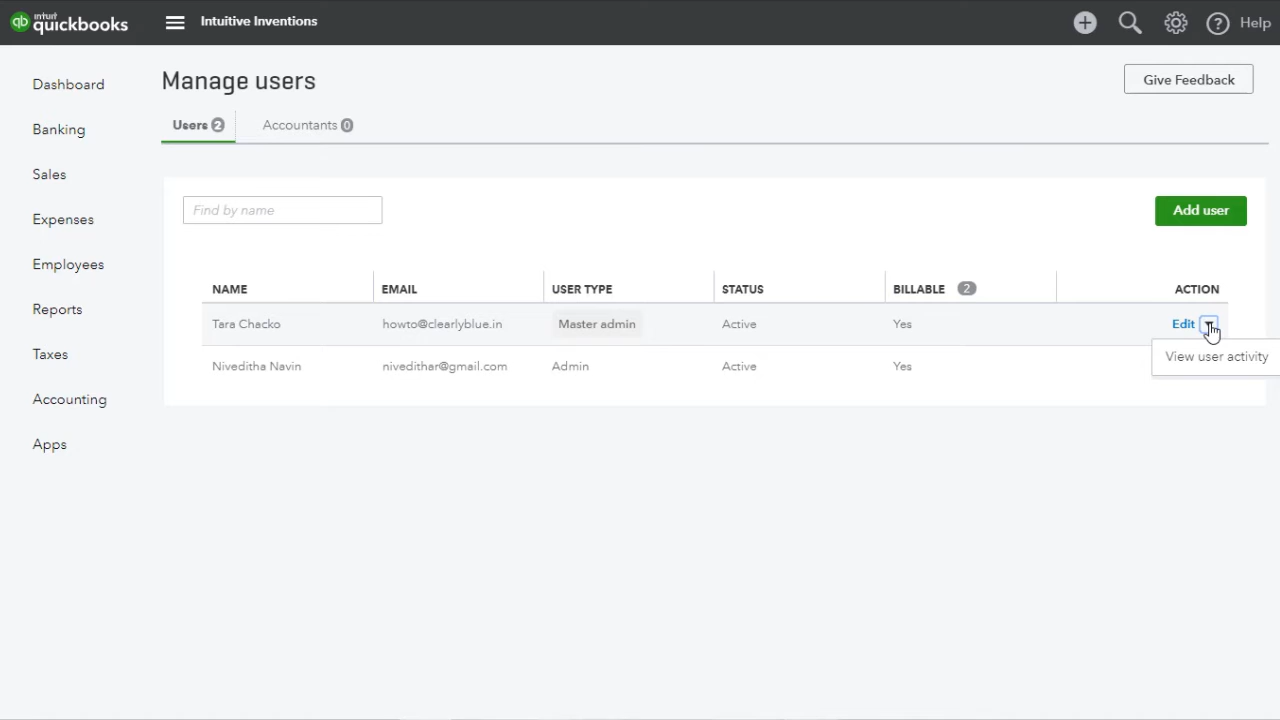 intuit quickbooks
Intuitive Inventions
Help
Dashboard
Banking
Sales
Expenses
Employees
Reports
Taxes
Accounting
Apps
Manage users
Give Feedback
Users 2
Accountants 0
Find by name
Add user
NAME EMAIL USER TYPE STATUS BILLABLE 2 ACTION
Tara Chacko howto@clearlyblue.in Master admin Active Yes Edit
View user activity
Niveditha Navin nivedithar@gmail.com Admin Active Yes